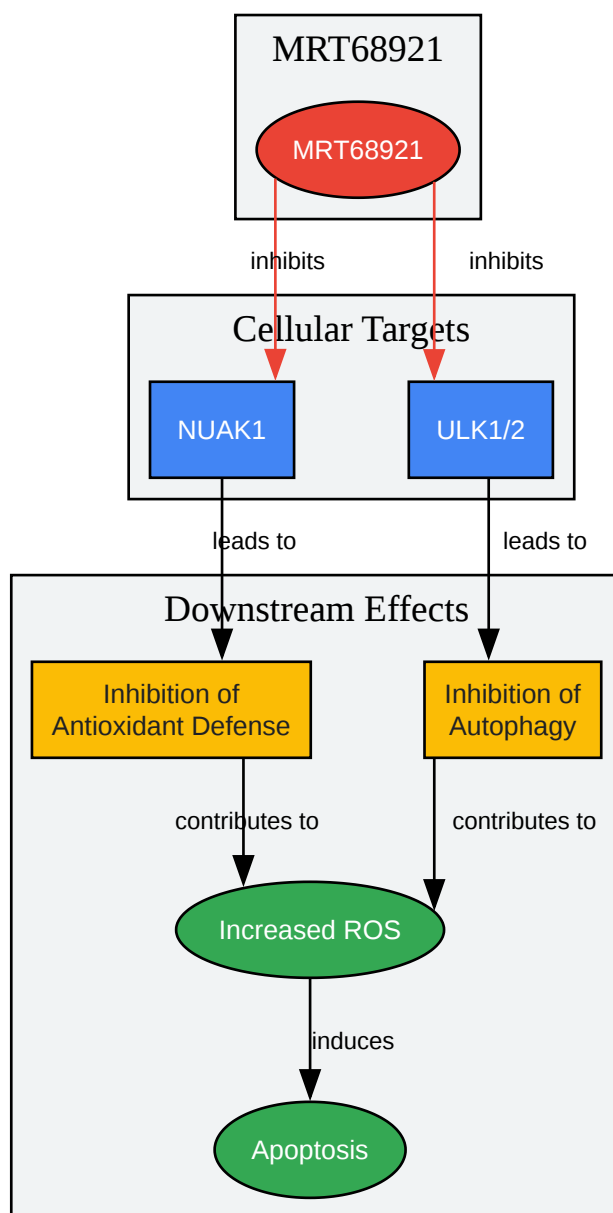 MRT68921
MRT68921
inhibits
inhibits
Cellular Targets
NUAK1
ULK1/2
leads to
leads to
Downstream Effects
Inhibition of
Antioxidant Defense
Inhibition of
Autophagy
contributes to
contributes to
Increased ROS
induces
Apoptosis